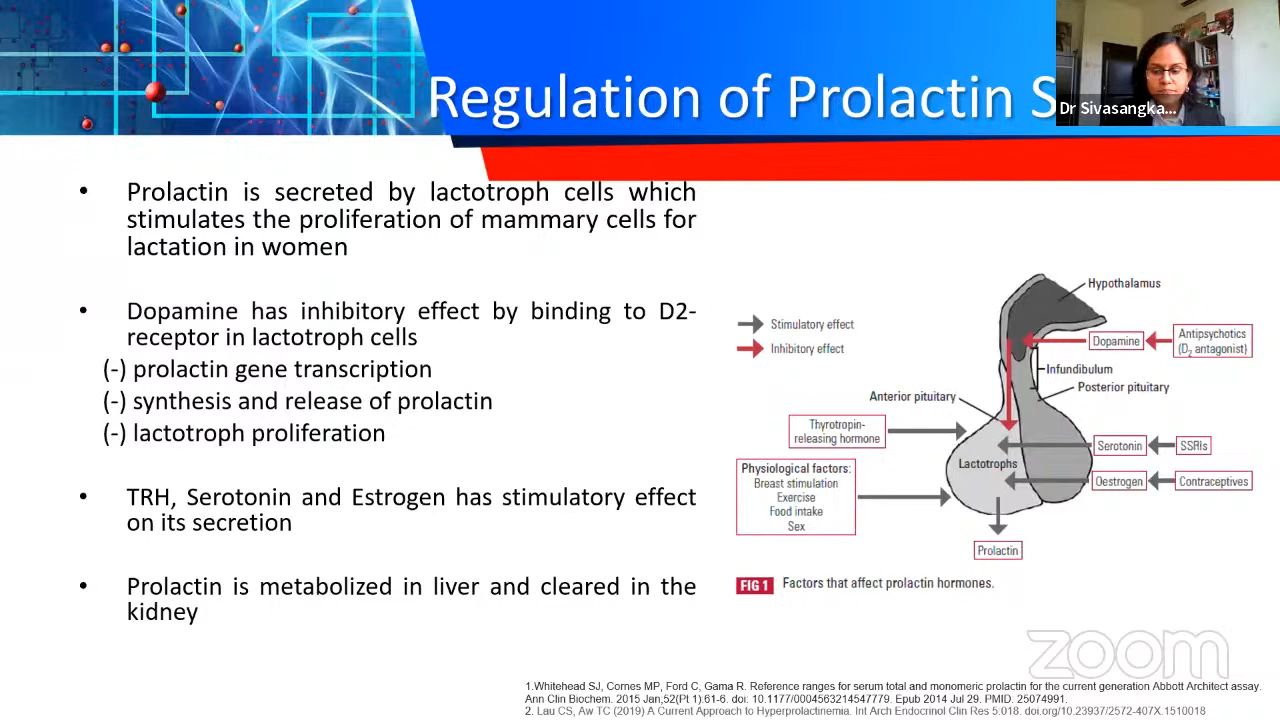 Regulation of Prolactin S
Dr Sivasangka...
• Prolactin is secreted by lactotroph cells which
stimulates the proliferation of mammary cells for
lactation in women
• Dopamine has inhibitory effect by binding to D2-
receptor in lactotroph cells
(-) prolactin gene transcription
(-) synthesis and release of prolactin
(-) lactotroph proliferation
• TRH, Serotonin and Estrogen has stimulatory effect
on its secretion
• Prolactin is metabolized in liver and cleared in the
kidney
Stimulatory effect
Inhibitory effect
Hypothalamus
Dopamine
Antipsychotics
(D₂ antagonist)
Infundibulum
Posterior pituitary
Anterior pituitary
Thyrotropin-
releasing hormone
Serotonin
SSRIs
Lactotrophs
Physiological factors:
Breast stimulation
Exercise
Food intake
Sex
Oestrogen
Contraceptives
Prolactin
FIG 1 Factors that affect prolactin hormones.
zoom
1.Whitehead SJ, Cornes MP, Ford C, Gama R. Reference ranges for serum total and monomeric prolactin for the current generation Abbott Architect assay.
Ann Clin Biochem. 2015 Jan;52(Pt 1):61-6. doi: 10.1177/0004563214547779. Epub 2014 Jul 29. PMID: 25074991.
2. Lau CS, Aw TC (2019) A Current Approach to Hyperprolactinemia. Int Arch Endocrinol Clin Res 5:018. doi.org/10.23937/2572-407X.1510018